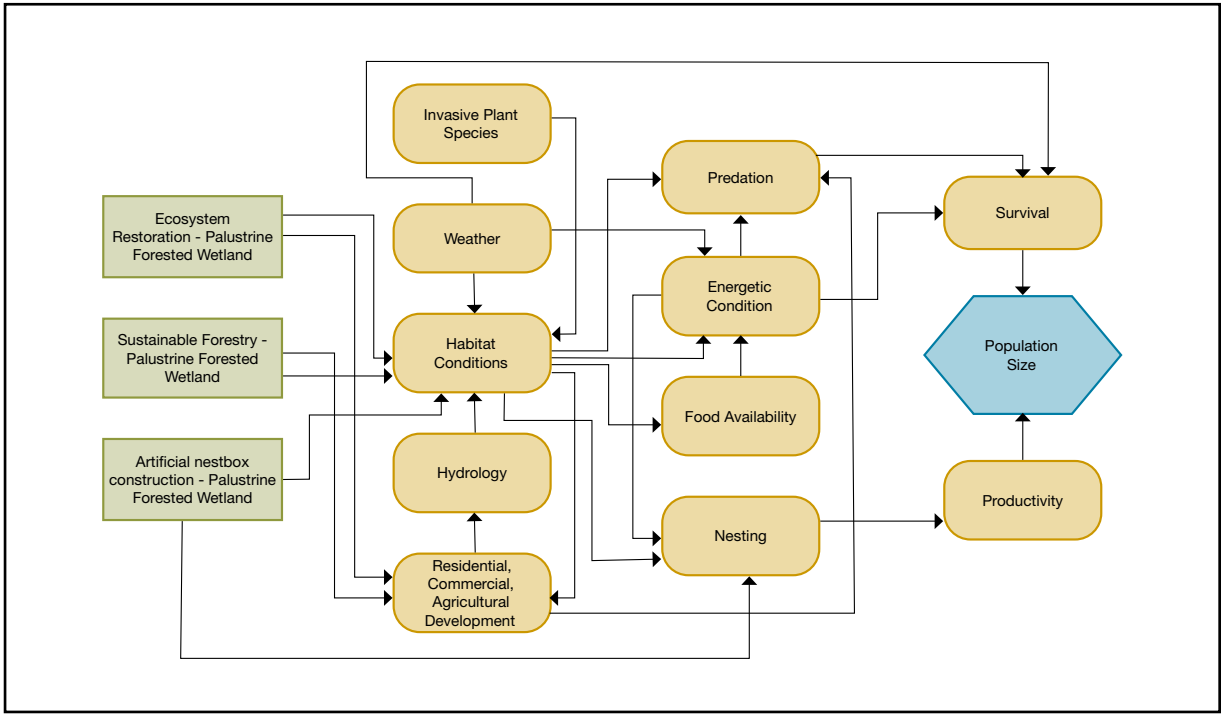 Invasive Plant
Species
Predation
Ecosystem
Restoration - Palustrine
Forested Wetland
Weather
Survival
Energetic
Condition
Sustainable Forestry -
Palustrine Forested
Wetland
Habitat
Conditions
Population
Size
Food Availability
Artificial nestbox
construction - Palustrine
Forested Wetland
Hydrology
Productivity
Nesting
Residential,
Commercial,
Agricultural
Development